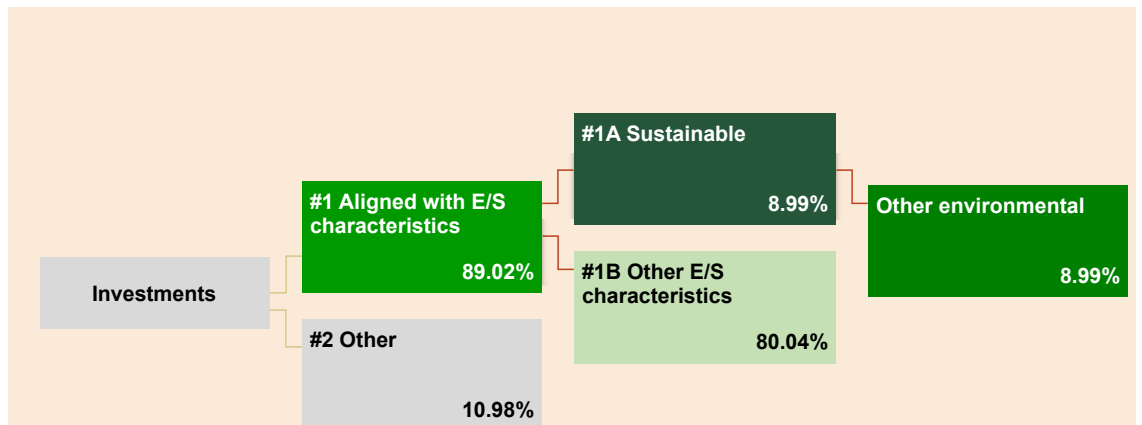 Investments
#1 Aligned with E/S
characteristics
89.02%
#2 Other
10.98%
#1A Sustainable
8.99%
#1B Other E/S
characteristics
80.04%
Other environmental
8.99%